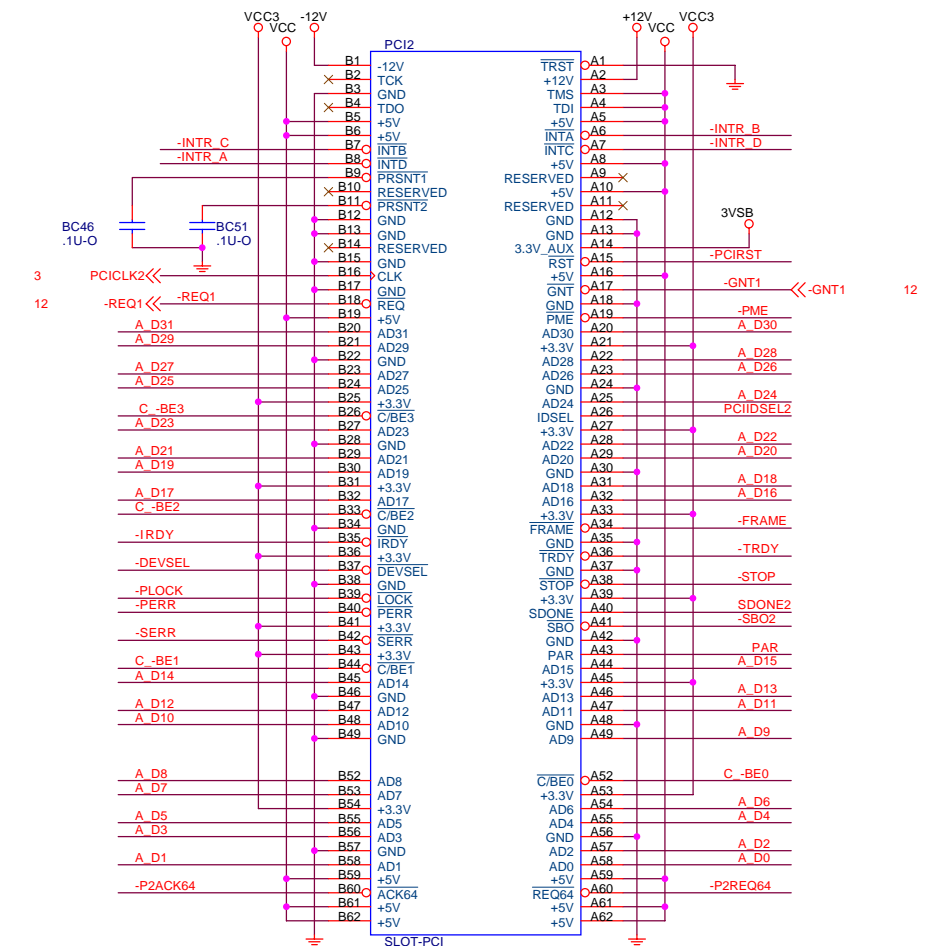 VCC3 VCC -12V +12V VCC VCC3
PCI2
B1 -12V TRST A1
B2 TCK +12V A2
B3 GND TMS A3
B4 TDO TDI A4
B5 +5V +5V A5
B6 +5V INTA A6 -INTR_B
-INTR_C B7 INTB INTC A7 -INTR_D
-INTR_A B8 INTD +5V A8
B9 PRSNT1 RESERVED A9
B10 RESERVED +5V A10
B11 PRSNT2 RESERVED A11
B12 GND GND A12
BC46 .1U-O BC51 .1U-O
B13 GND GND A13 3VSB
B14 RESERVED 3.3V_AUX A14
B15 GND RST A15 -PCIRST
3 PCICLK2 B16 CLK +5V A16
B17 GND GNT A17 -GNT1 -GNT1 12
12 -REQ1 -REQ1 B18 REQ GND A18
B19 +5V PME A19 -PME
A_D31 B20 AD31 AD30 A20 A_D30
A_D29 B21 AD29 +3.3V A21
B22 GND AD28 A22 A_D28
A_D27 B23 AD27 AD26 A23 A_D26
A_D25 B24 AD25 GND A24
B25 +3.3V AD24 A25 A_D24
C_-BE3 B26 C/BE3 IDSEL A26 PCIIDSEL2
A_D23 B27 AD23 +3.3V A27
B28 GND AD22 A28 A_D22
A_D21 B29 AD21 AD20 A29 A_D20
A_D19 B30 AD19 GND A30
B31 +3.3V AD18 A31 A_D18
A_D17 B32 AD17 AD16 A32 A_D16
C_-BE2 B33 C/BE2 +3.3V A33
B34 GND FRAME A34 -FRAME
-IRDY B35 IRDY GND A35
B36 +3.3V TRDY A36 -TRDY
-DEVSEL B37 DEVSEL GND A37
B38 GND STOP A38 -STOP
-PLOCK B39 LOCK +3.3V A39
-PERR B40 PERR SDONE A40 SDONE2
B41 +3.3V SBO A41 -SBO2
-SERR B42 SERR GND A42
B43 +3.3V PAR A43 PAR
C_-BE1 B44 C/BE1 AD15 A44 A_D15
A_D14 B45 AD14 +3.3V A45
B46 GND AD13 A46 A_D13
A_D12 B47 AD12 AD11 A47 A_D11
A_D10 B48 AD10 GND A48
B49 GND AD9 A49 A_D9
A_D8 B52 AD8 C/BE0 A52 C_-BE0
A_D7 B53 AD7 +3.3V A53
B54 +3.3V AD6 A54 A_D6
A_D5 B55 AD5 AD4 A55 A_D4
A_D3 B56 AD3 GND A56
B57 GND AD2 A57 A_D2
A_D1 B58 AD1 AD0 A58 A_D0
B59 +5V +5V A59
-P2ACK64 B60 ACK64 REQ64 A60 -P2REQ64
B61 +5V +5V A61
B62 +5V +5V A62
SLOT-PCI